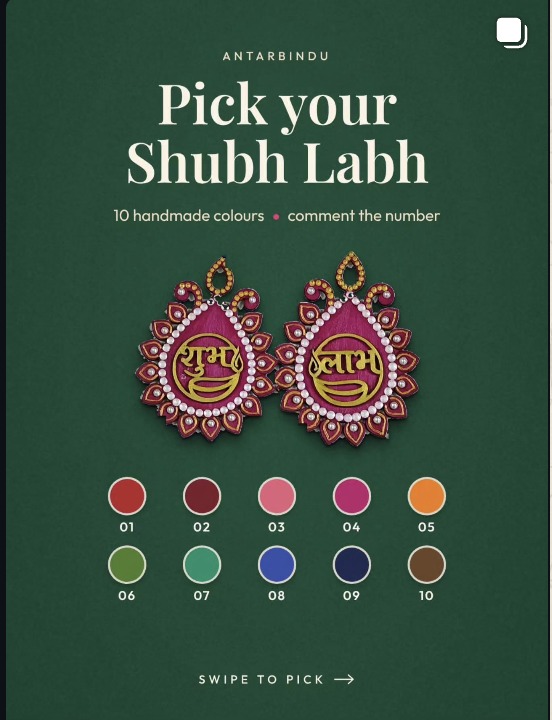 ANTARBINDU
Pick your
Shubh Labh
10 handmade colours • comment the number
शुभ लाभ
01 02 03 04 05
06 07 08 09 10
SWIPE TO PICK →